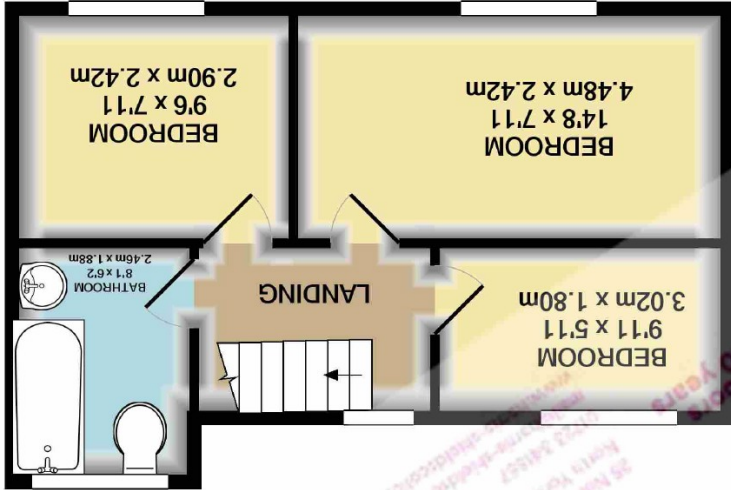 BEDROOM
9'11 x 5'11
3.02m x 1.80m
LANDING
BATHROOM
8'1 x 6'2
2.46m x 1.88m
BEDROOM
14'8 x 7'11
4.48m x 2.42m
BEDROOM
9'6 x 7'11
2.90m x 2.42m
years